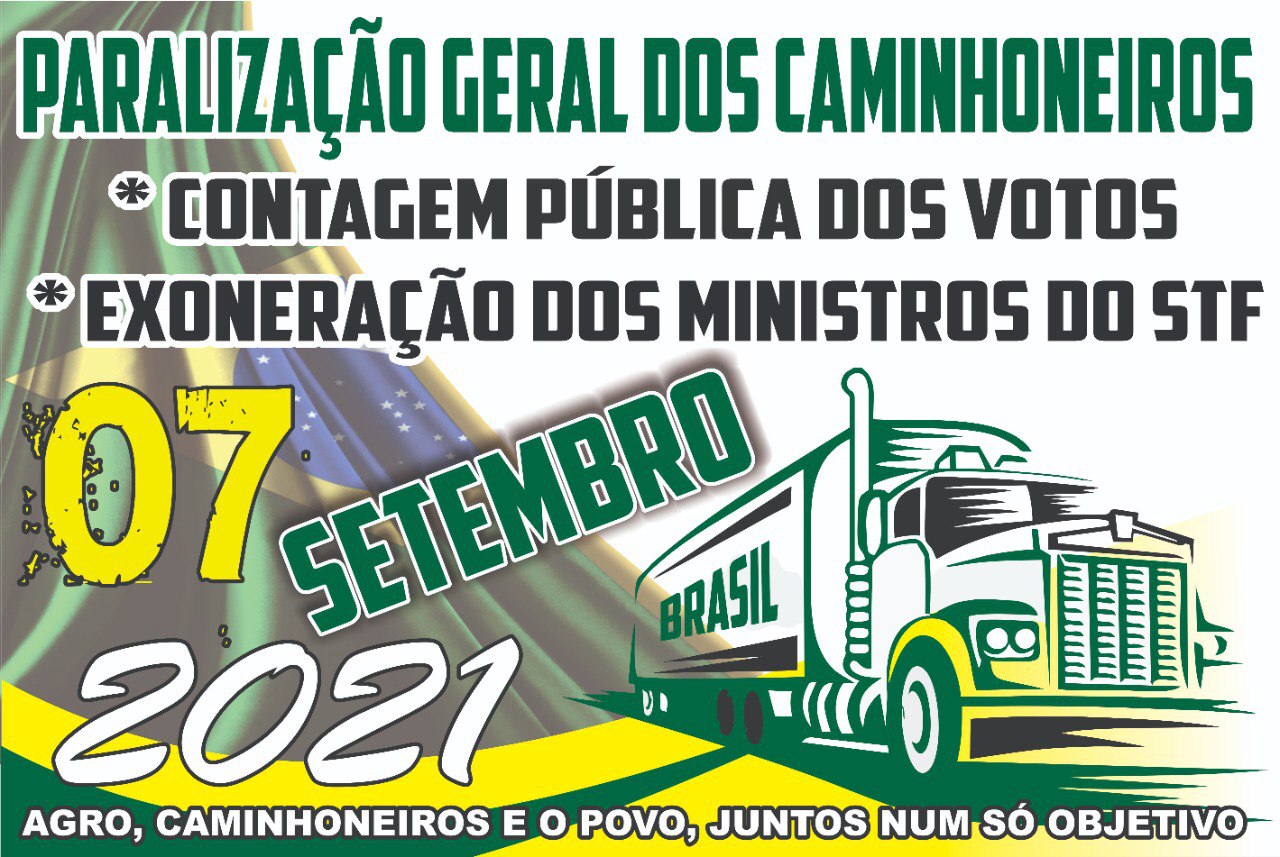 PARALIZAÇÃO GERAL DOS CAMINHONEIROS
* CONTAGEM PÚBLICA DOS VOTOS
* EXONERAÇÃO DOS MINISTROS DO STF
07
SETEMBRO
2021
BRASIL
AGRO, CAMINHONEIROS E O POVO, JUNTOS NUM SÓ OBJETIVO